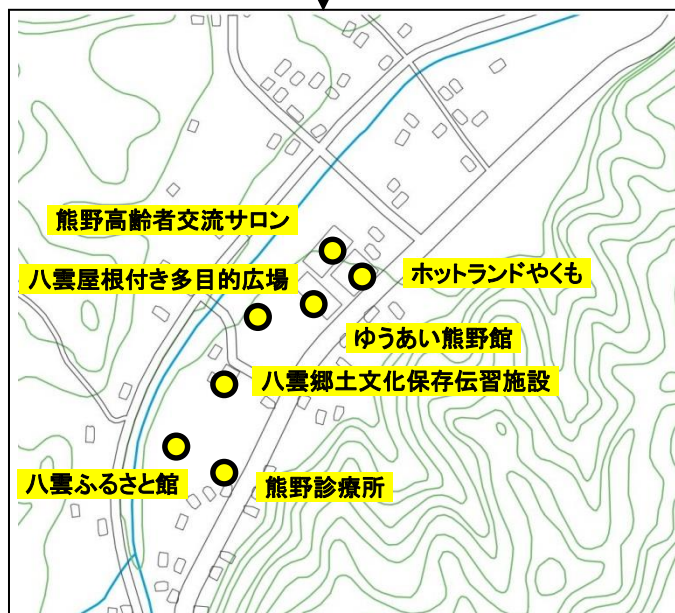 熊野高齢者交流サロン
八雲屋根付き多目的広場
ホットランドやくも
ゆうあい熊野館
八雲郷土文化保存伝習施設
八雲ふるさと館
熊野診療所